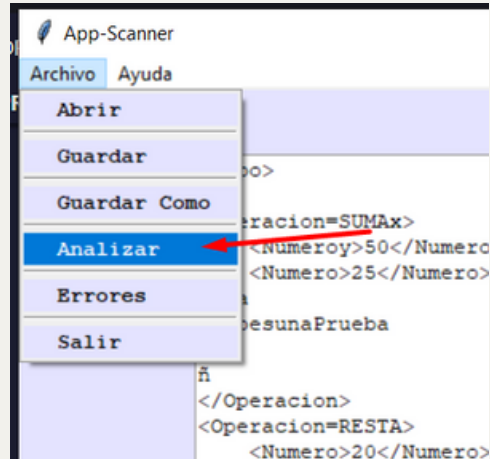 App-Scanner
Archivo Ayuda
Abrir
Guardar
Guardar Como
Analizar
Errores
Salir
po>
eracion=SUMAx>
<Numeroy>50</Numero
<Numero>25</Numero>
esunaPrueba
ñ
</Operacion>
<Operacion=RESTA>
<Numero>20</Numero>